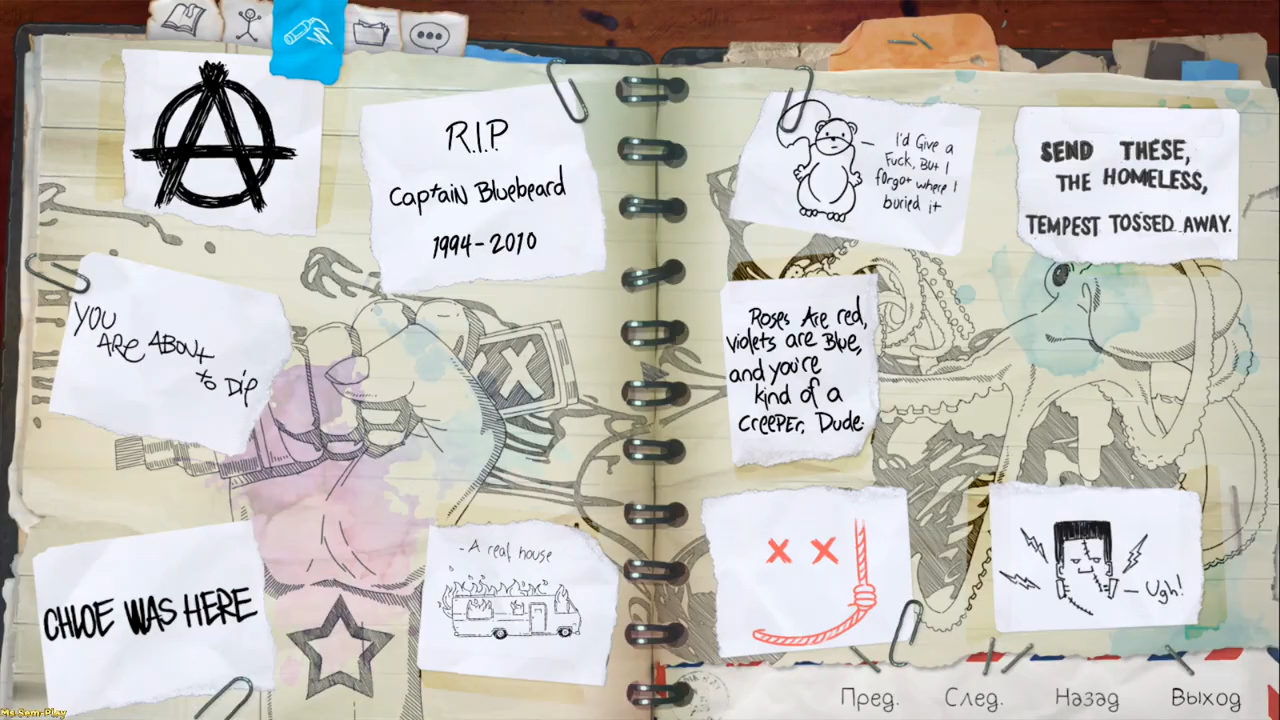 R.I.P.
Captain Bluebeard
1994-2010
I'd Give a
Fuck, But I
forgot where I
buried it
SEND THESE,
THE HOMELESS,
TEMPEST TOSSED AWAY.
YOU
ARE ABOUT
to Dip
Roses Are red,
violets are Blue,
and you're
kind of a
CREEPER, Dude.
CHLOE WAS HERE
- A real house
- Ugh!
Пред. След. Назад Выход
Ms Sem-Play